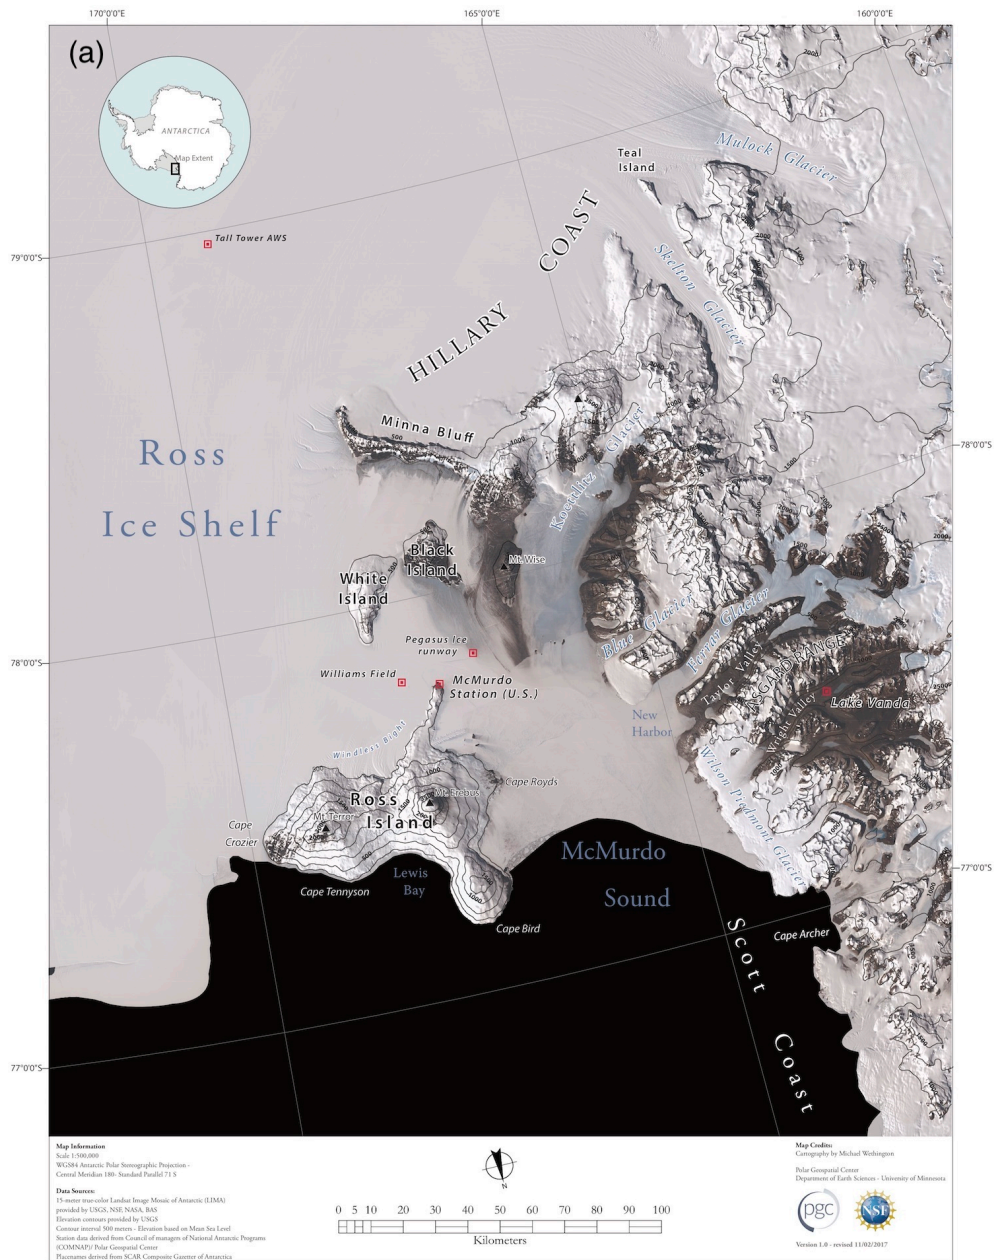 170°0'0"E
165°0'0"E
160°0'0"E
(a)
ANTARCTICA
Map Extent
2000
Mulock Glacier
Teal
Island
Tall Tower AWS
79°0'0"S
COAST
Skelton Glacier
2000
HILLARY
Minna Bluff
500
1000
Koettlitz Glacier
78°0'0"S
1500
2000
Ross
Ice Shelf
Black
Island
Mt. Wise
White
Island
Blue Glacier
Ferrar Glacier
Pegasus Ice
runway
Taylor Valley
ASGARD RANGE
78°0'0"S
Williams Field
McMurdo
Station (U.S.)
Wright Valley
Lake Vanda
2500
New
Harbor
Windless Bight
Wilson Piedmont Glacier
1000
Cape Royds
Mt. Erebus
Ross
Island
Mt. Terror
Cape
Crozier
500
McMurdo
Sound
77°0'0"S
Lewis
Bay
Cape Tennyson
1000
Cape Bird
Cape Archer
Scott
Coast
77°0'0"S
Map Information
Scale 1:500,000
WGS84 Antarctic Polar Stereographic Projection -
Central Meridian 180- Standard Parallel 71 S
Data Sources:
15-meter true-color Landsat Image Mosaic of Antarctic (LIMA)
provided by USGS, NSF, NASA, BAS
Elevation contours provided by USGS
Contour interval 500 meters - Elevation based on Mean Sea Level
Station data derived from Council of managers of National Antarctic Programs
(COMNAP)/ Polar Geospatial Center
Placenames derived from SCAR Composite Gazetter of Antarctica
N
0 5 10 20 30 40 50 60 70 80 90 100
Kilometers
Map Credits:
Cartography by Michael Wethington
Polar Geospatial Center
Department of Earth Sciences - University of Minnesota
pgc
NSF
Version 1.0 - revised 11/02/2017